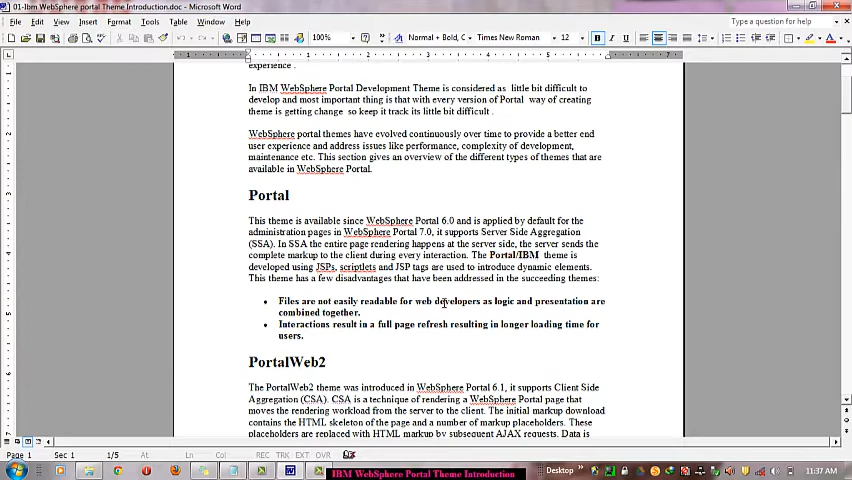 01-Ibm WebSphere portal Theme Introduction.doc - Microsoft Word
File Edit View Insert Format Tools Table Window Help
Type a question for help
100% Normal + Bold, C Times New Roman 12 B I U
experience .
In IBM WebSphere Portal Development Theme is considered as little bit difficult to
develop and most important thing is that with every version of Portal way of creating
theme is getting change so keep it track its little bit difficult .
WebSphere portal themes have evolved continuously over time to provide a better end
user experience and address issues like performance, complexity of development,
maintenance etc. This section gives an overview of the different types of themes that are
available in WebSphere Portal.
Portal
This theme is available since WebSphere Portal 6.0 and is applied by default for the
administration pages in WebSphere Portal 7.0, it supports Server Side Aggregation
(SSA). In SSA the entire page rendering happens at the server side, the server sends the
complete markup to the client during every interaction. The Portal/IBM theme is
developed using JSPs, scriptlets and JSP tags are used to introduce dynamic elements.
This theme has a few disadvantages that have been addressed in the succeeding themes:
• Files are not easily readable for web developers as logic and presentation are
combined together.
• Interactions result in a full page refresh resulting in longer loading time for
users.
PortalWeb2
The PortalWeb2 theme was introduced in WebSphere Portal 6.1, it supports Client Side
Aggregation (CSA). CSA is a technique of rendering a WebSphere Portal page that
moves the rendering workload from the server to the client. The initial markup download
contains the HTML skeleton of the page and a number of markup placeholders. These
placeholders are replaced with HTML markup by subsequent AJAX requests. Data is
Page 1 Sec 1 At Ln Col REC TRK EXT OVR
IBM WebSphere Portal Theme Introduction
Desktop 11:37 AM